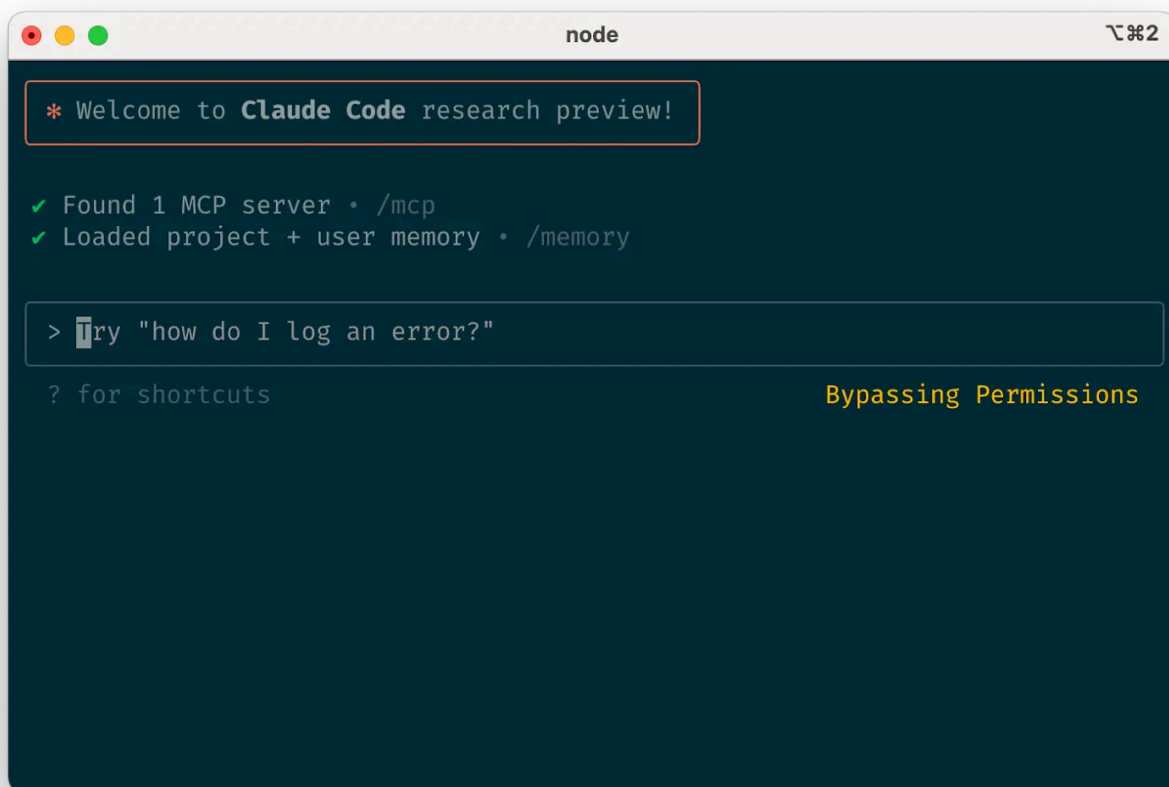 node ⌥⌘2
✻ Welcome to Claude Code research preview!
✔ Found 1 MCP server • /mcp
✔ Loaded project + user memory • /memory
> Try "how do I log an error?"
? for shortcuts Bypassing Permissions